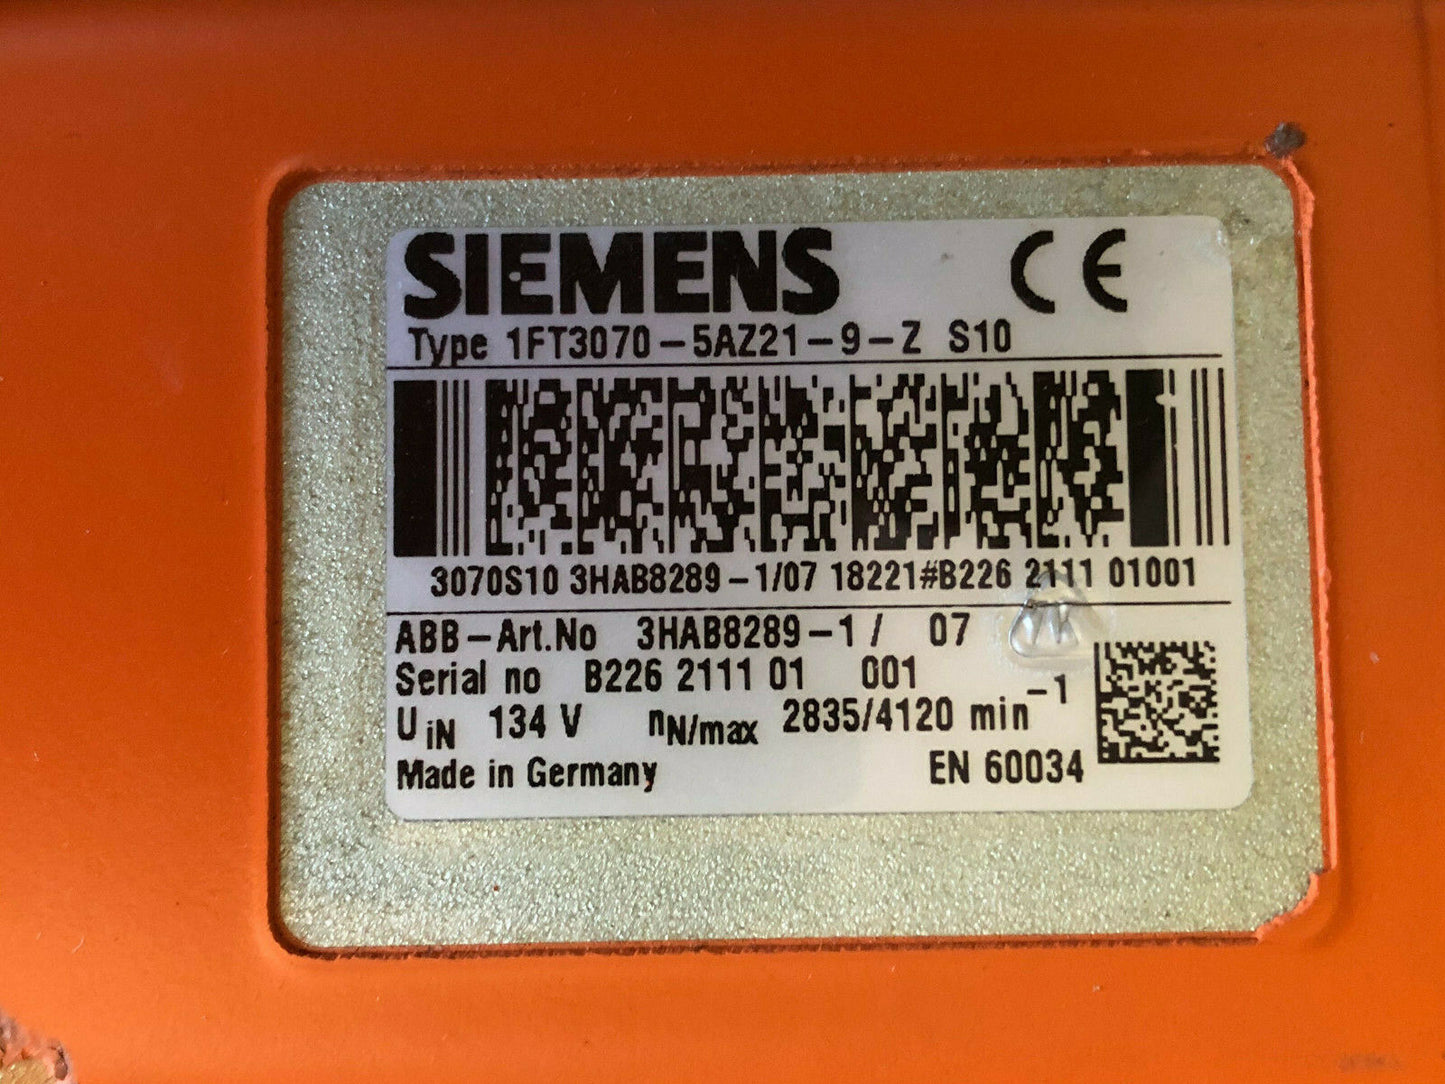 SIEMENS CE
Type 1FT3070-5AZ21-9-Z S10
3070S10 3HAB8289-1/07 18221#B226 2111 01001
ABB-Art.No 3HAB8289-1/ 07
Serial no B226 2111 01 001
UiN 134 V nN/max 2835/4120 min-1
Made in Germany EN 60034